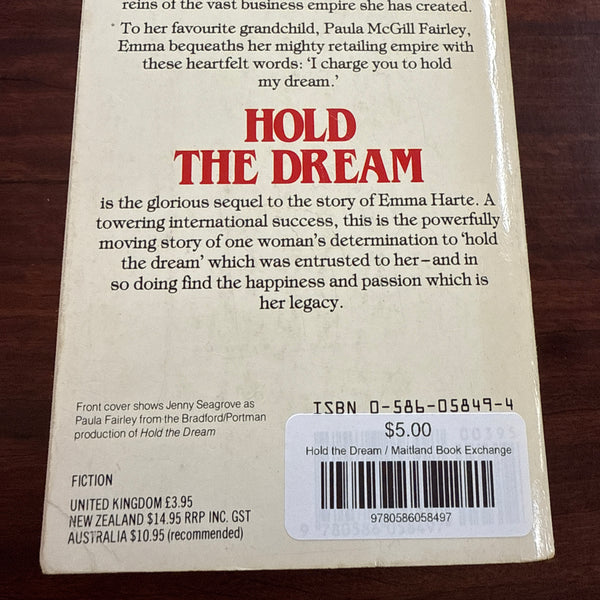 reins of the vast business empire she has created.
To her favourite grandchild, Paula McGill Fairley,
Emma bequeaths her mighty retailing empire with
these heartfelt words: ‘I charge you to hold
my dream.’
HOLD
THE DREAM
is the glorious sequel to the story of Emma Harte. A
towering international success, this is the powerfully
moving story of one woman’s determination to ‘hold
the dream’ which was entrusted to her–and in
so doing find the happiness and passion which is
her legacy.
Front cover shows Jenny Seagrove as
Paula Fairley from the Bradford/Portman
production of Hold the Dream
ISBN 0-586-05849-4
00395
$5.00
Hold the Dream / Maitland Book Exchange
9780586058497
9 780586 058497
FICTION
UNITED KINGDOM £3.95
NEW ZEALAND $14.95 RRP INC. GST
AUSTRALIA $10.95 (recommended)